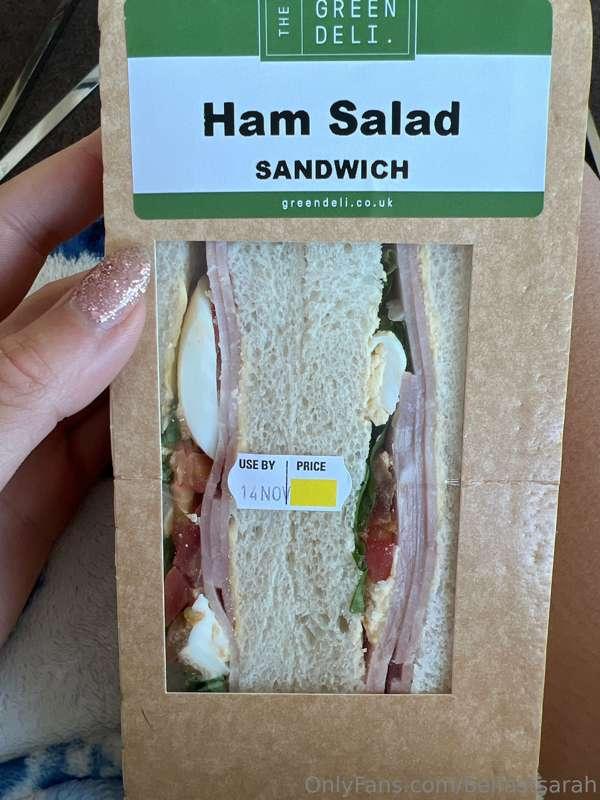 THE
GREEN
DELI.
Ham Salad
SANDWICH
greendeli.co.uk
USE BY PRICE
14NOV
OnlyFans.com/Belfastsarah